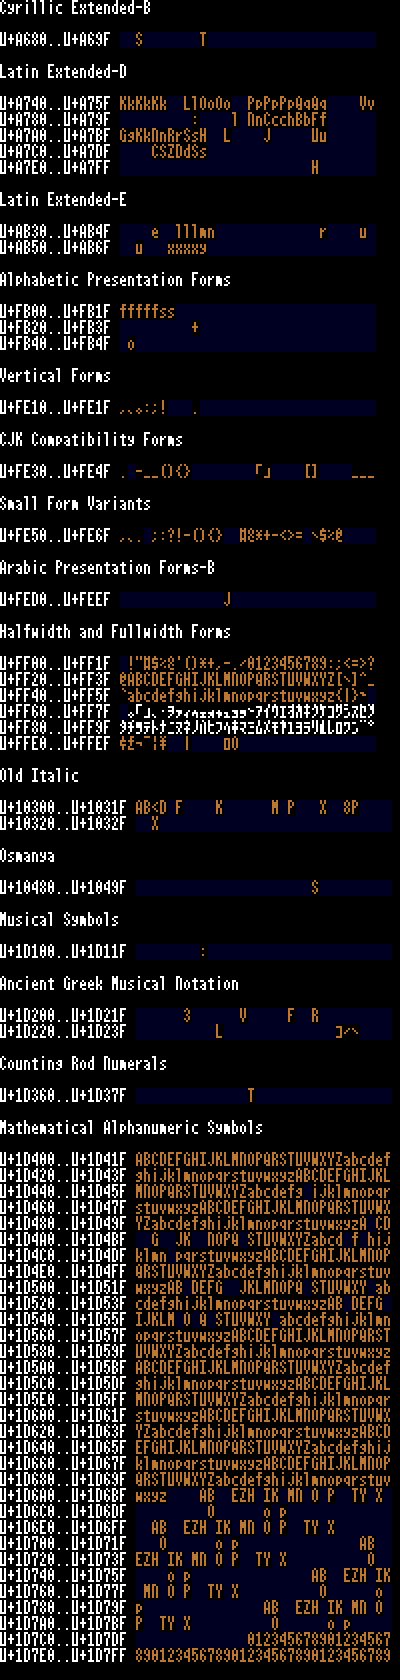 Cyrillic Extended-B
U+A680..U+A69F S T
Latin Extended-D
U+A740..U+A75F KkKkKk LlOoOo PpPpPpQqQq Vv
U+A780..U+A79F : l NnCcchBbFf
U+A7A0..U+A7BF GgKkNnRrSsH L J Uu
U+A7C0..U+A7DF CSZDdSs
U+A7E0..U+A7FF H
Latin Extended-E
U+AB30..U+AB4F e lllmn r u
U+AB50..U+AB6F u xxxxy
Alphabetic Presentation Forms
U+FB00..U+FB1F fffffss
U+FB20..U+FB3F +
U+FB40..U+FB4F o
Vertical Forms
U+FE10..U+FE1F ,､｡:;! .
CJK Compatibility Forms
U+FE30..U+FE4F . -__(){} ｢｣ [] ___
Small Form Variants
U+FE50..U+FE6F ,､. ;:?!-(){} #&*+-<>= \$%@
Arabic Presentation Forms-B
U+FED0..U+FEEF J
Halfwidth and Fullwidth Forms
U+FF00..U+FF1F !"#$%&'()*+,-./0123456789:;<=>?
U+FF20..U+FF3F @ABCDEFGHIJKLMNOPQRSTUVWXYZ[\]^_
U+FF40..U+FF5F `abcdefghijklmnopqrstuvwxyz{|}~
U+FF60..U+FF7F ｡｢｣､･ｦｧｨｩｪｫｬｭｮｯｰｱｲｳｴｵｶｷｸｹｺｻｼｽｾｿ
U+FF80..U+FF9F ﾀﾁﾂﾃﾄﾅﾆﾇﾈﾉﾊﾋﾌﾍﾎﾏﾐﾑﾒﾓﾔﾕﾖﾗﾘﾙﾚﾛﾜﾝﾞﾟ
U+FFE0..U+FFEF ¢£¬¯¦¥ | □O
Old Italic
U+10300..U+1031F AB<D F K M P X 8P
U+10320..U+1032F X
Osmanya
U+10480..U+1049F S
Musical Symbols
U+1D100..U+1D11F :
Ancient Greek Musical Notation
U+1D200..U+1D21F 3 V F R
U+1D220..U+1D23F L ]/\
Counting Rod Numerals
U+1D360..U+1D37F T
Mathematical Alphanumeric Symbols
U+1D400..U+1D41F ABCDEFGHIJKLMNOPQRSTUVWXYZabcdef
U+1D420..U+1D43F ghijklmnopqrstuvwxyzABCDEFGHIJKL
U+1D440..U+1D45F MNOPQRSTUVWXYZabcdefg ijklmnopqr
U+1D460..U+1D47F stuvwxyzABCDEFGHIJKLMNOPQRSTUVWX
U+1D480..U+1D49F YZabcdefghijklmnopqrstuvwxyzA CD
U+1D4A0..U+1D4BF G JK NOPQ STUVWXYZabcd f hij
U+1D4C0..U+1D4DF klmn pqrstuvwxyzABCDEFGHIJKLMNOP
U+1D4E0..U+1D4FF QRSTUVWXYZabcdefghijklmnopqrstuv
U+1D500..U+1D51F wxyzAB DEFG JKLMNOPQ STUVWXY ab
U+1D520..U+1D53F cdefghijklmnopqrstuvwxyzAB DEFG
U+1D540..U+1D55F IJKLM O Q STUVWXY abcdefghijklmn
U+1D560..U+1D57F opqrstuvwxyzABCDEFGHIJKLMNOPQRST
U+1D580..U+1D59F UVWXYZabcdefghijklmnopqrstuvwxyz
U+1D5A0..U+1D5BF ABCDEFGHIJKLMNOPQRSTUVWXYZabcdef
U+1D5C0..U+1D5DF ghijklmnopqrstuvwxyzABCDEFGHIJKL
U+1D5E0..U+1D5FF MNOPQRSTUVWXYZabcdefghijklmnopqr
U+1D600..U+1D61F stuvwxyzABCDEFGHIJKLMNOPQRSTUVWX
U+1D620..U+1D63F YZabcdefghijklmnopqrstuvwxyzABCD
U+1D640..U+1D65F EFGHIJKLMNOPQRSTUVWXYZabcdefghij
U+1D660..U+1D67F klmnopqrstuvwxyzABCDEFGHIJKLMNOP
U+1D680..U+1D69F QRSTUVWXYZabcdefghijklmnopqrstuv
U+1D6A0..U+1D6BF wxyz AB EZH IK MN O P TY X
U+1D6C0..U+1D6DF O o p
U+1D6E0..U+1D6FF AB EZH IK MN O P TY X
U+1D700..U+1D71F O o p AB
U+1D720..U+1D73F EZH IK MN O P TY X O
U+1D740..U+1D75F o p AB EZH IK
U+1D760..U+1D77F MN O P TY X O o
U+1D780..U+1D79F p AB EZH IK MN O
U+1D7A0..U+1D7BF P TY X O o p
U+1D7C0..U+1D7DF 012345678901234567
U+1D7E0..U+1D7FF 89012345678901234567890123456789